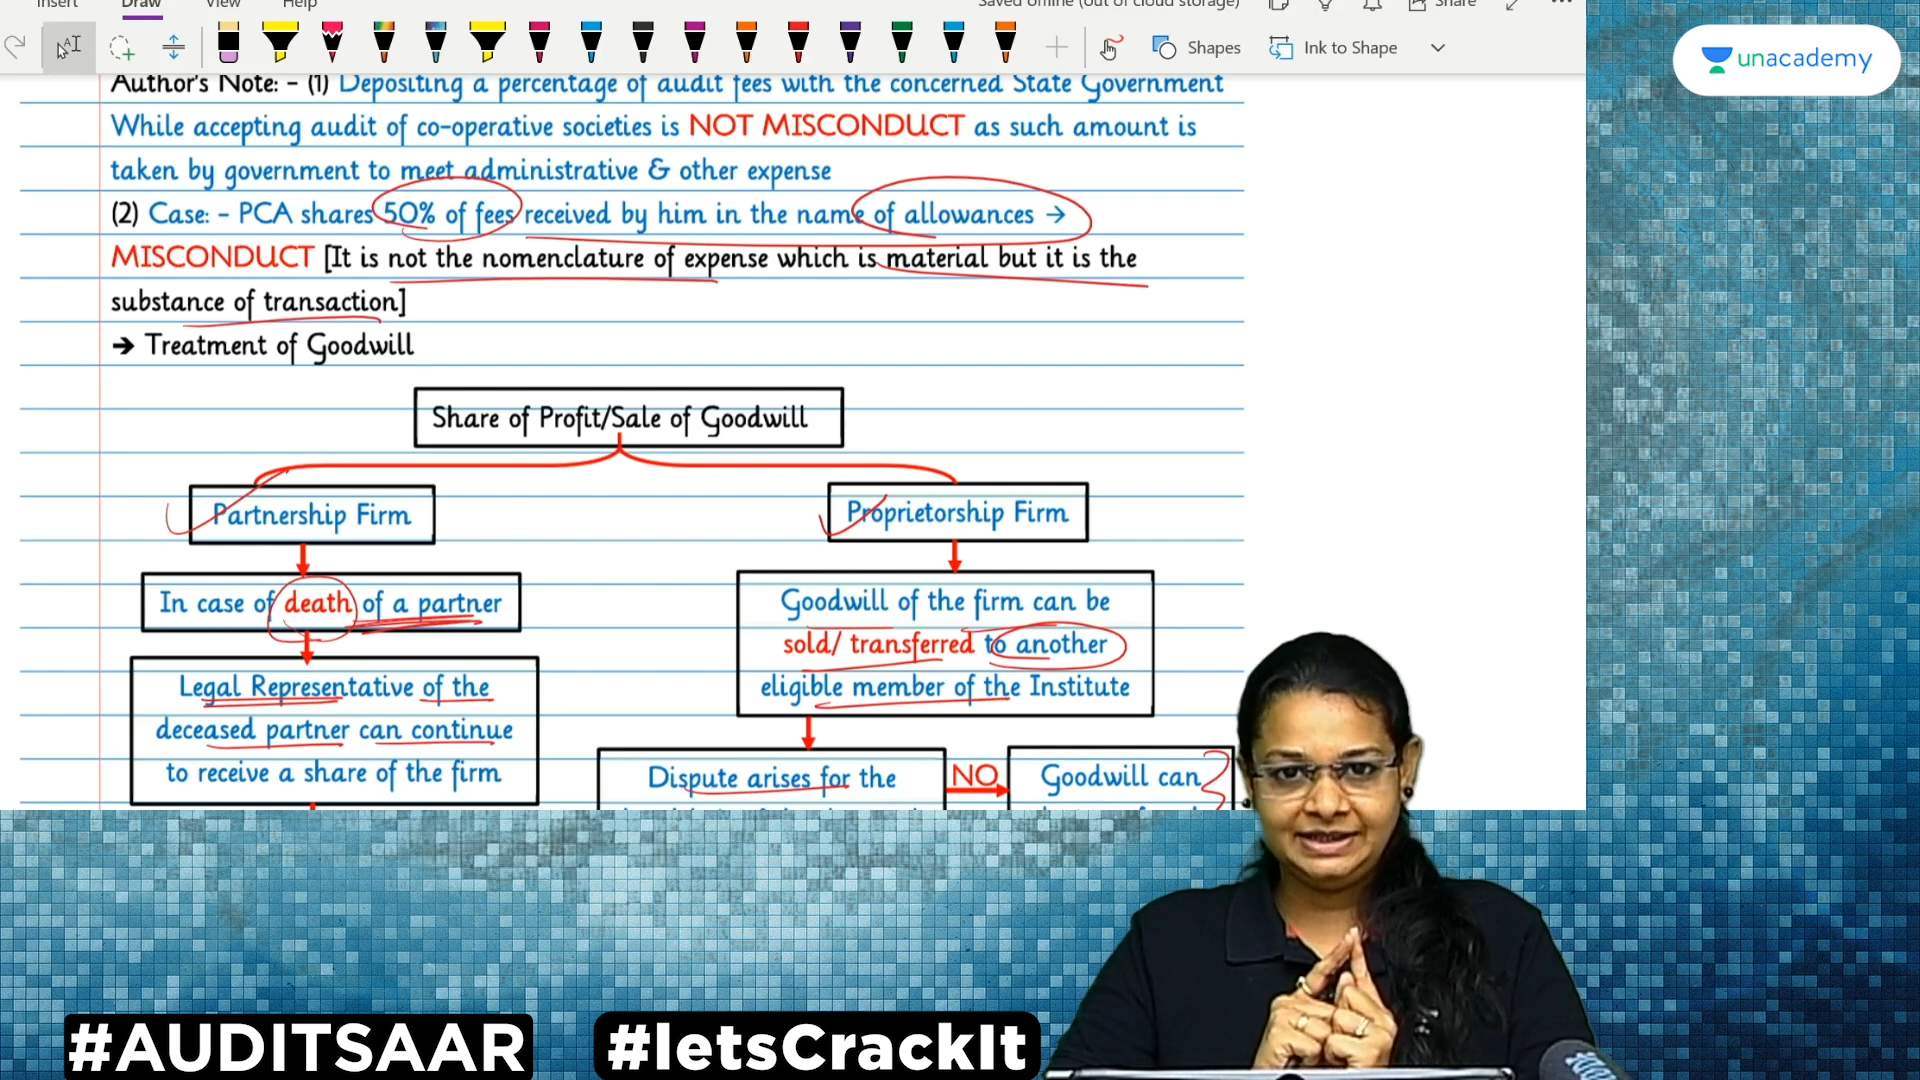 Insert Draw View Help Saved offline (out of cloud storage) Share
Shapes Ink to Shape
unacademy
Author's Note: - (1) Depositing a percentage of audit fees with the concerned State Government
While accepting audit of co-operative societies is NOT MISCONDUCT as such amount is
taken by government to meet administrative & other expense
(2) Case: - PCA shares 50% of fees received by him in the name of allowances →
MISCONDUCT [It is not the nomenclature of expense which is material but it is the
substance of transaction]
➔ Treatment of Goodwill
Share of Profit/Sale of Goodwill
Partnership Firm
In case of death of a partner
Legal Representative of the
deceased partner can continue
to receive a share of the firm
Proprietorship Firm
Goodwill of the firm can be
sold/ transferred to another
eligible member of the Institute
Dispute arises for the
NO
Goodwill can
#AUDITSAAR
#letsCrackIt